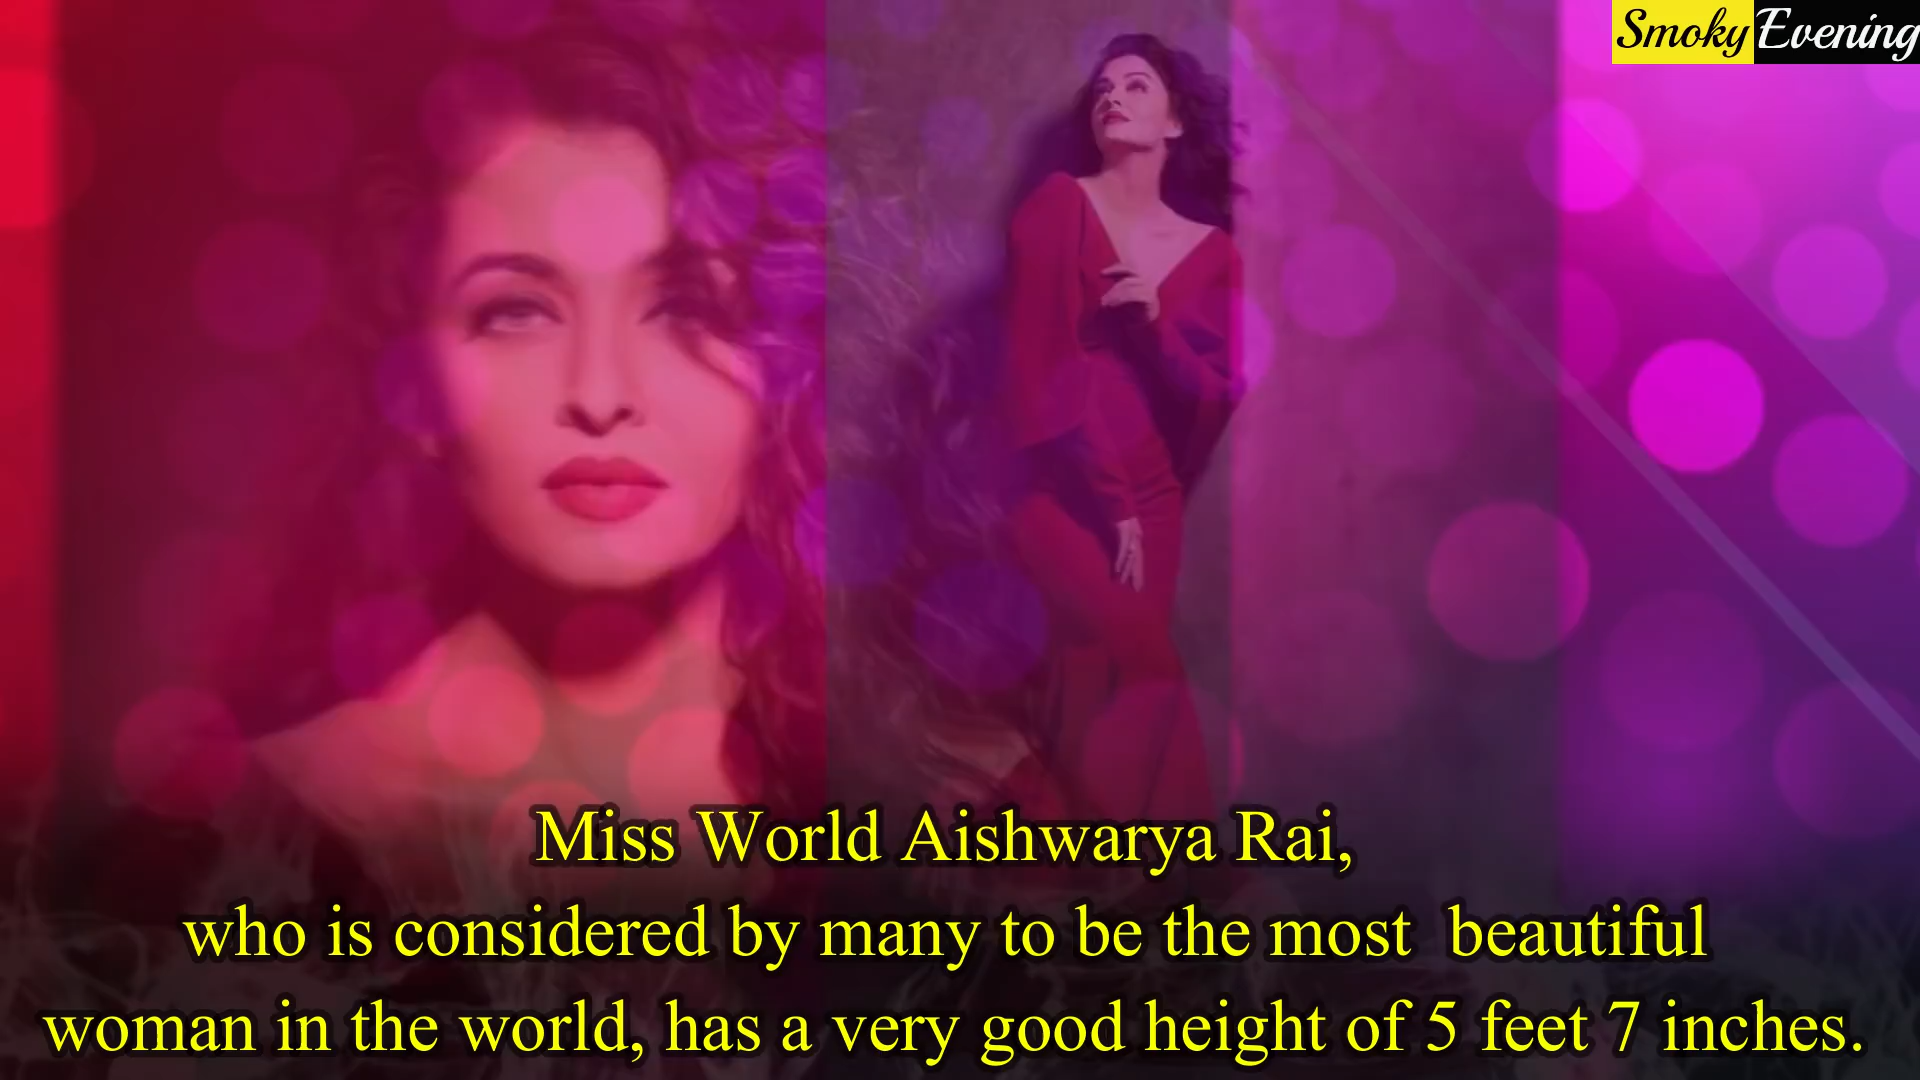 Smoky Evening
Miss World Aishwarya Rai,
who is considered by many to be the most  beautiful
woman in the world, has a very good height of 5 feet 7 inches.